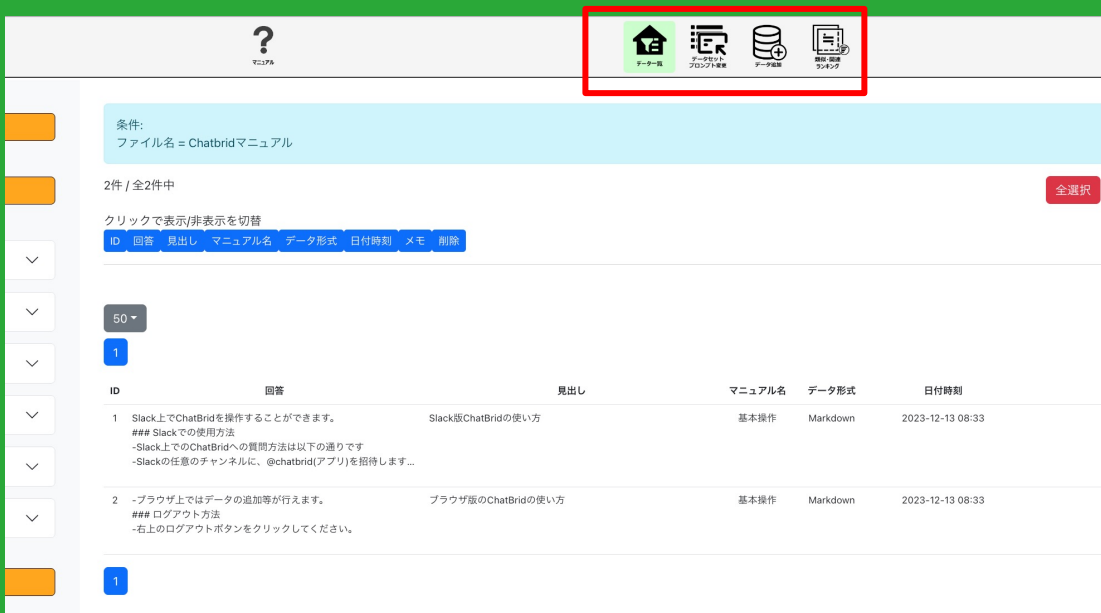 ?
マニュアル
データ一覧
データセット
プロンプト変更
データ追加
類似・関連
ランキング
条件:
ファイル名 = Chatbridマニュアル
2件 / 全2件中
全選択
クリックで表示/非表示を切替
ID 回答 見出し マニュアル名 データ形式 日付時刻 メモ 削除
50
1
ID 回答 見出し マニュアル名 データ形式 日付時刻
1 Slack上でChatBridを操作することができます。 Slack版ChatBridの使い方 基本操作 Markdown 2023-12-13 08:33
### Slackでの使用方法
-Slack上でのChatBridへの質問方法は以下の通りです
-Slackの任意のチャンネルに、@chatbrid(アプリ)を招待します...
2 -ブラウザ上ではデータの追加等が行えます。 ブラウザ版のChatBridの使い方 基本操作 Markdown 2023-12-13 08:33
### ログアウト方法
-右上のログアウトボタンをクリックしてください。
1